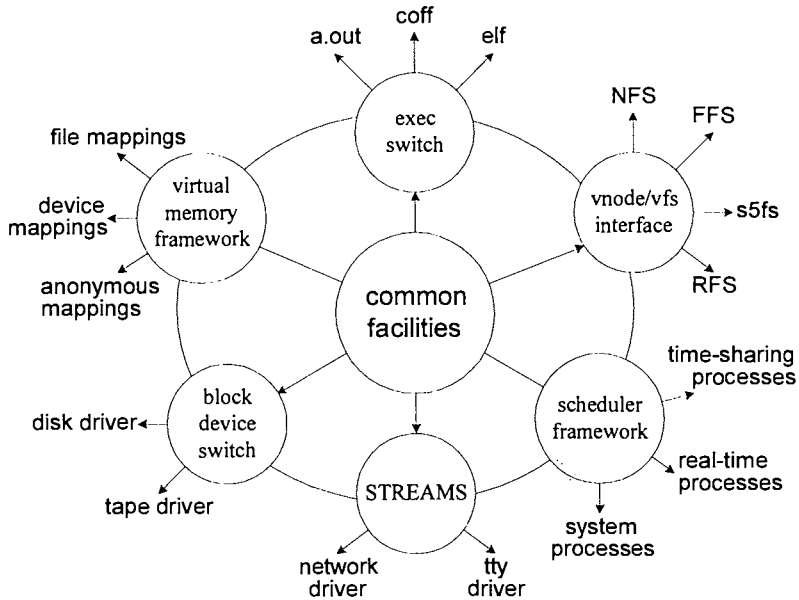 coff
a.out
elf
exec
switch
NFS
FFS
vnode/vfs
interface
s5fs
RFS
file mappings
virtual
memory
framework
device
mappings
anonymous
mappings
common
facilities
block
device
switch
disk driver
tape driver
STREAMS
network
driver
tty
driver
scheduler
framework
time-sharing
processes
real-time
processes
system
processes